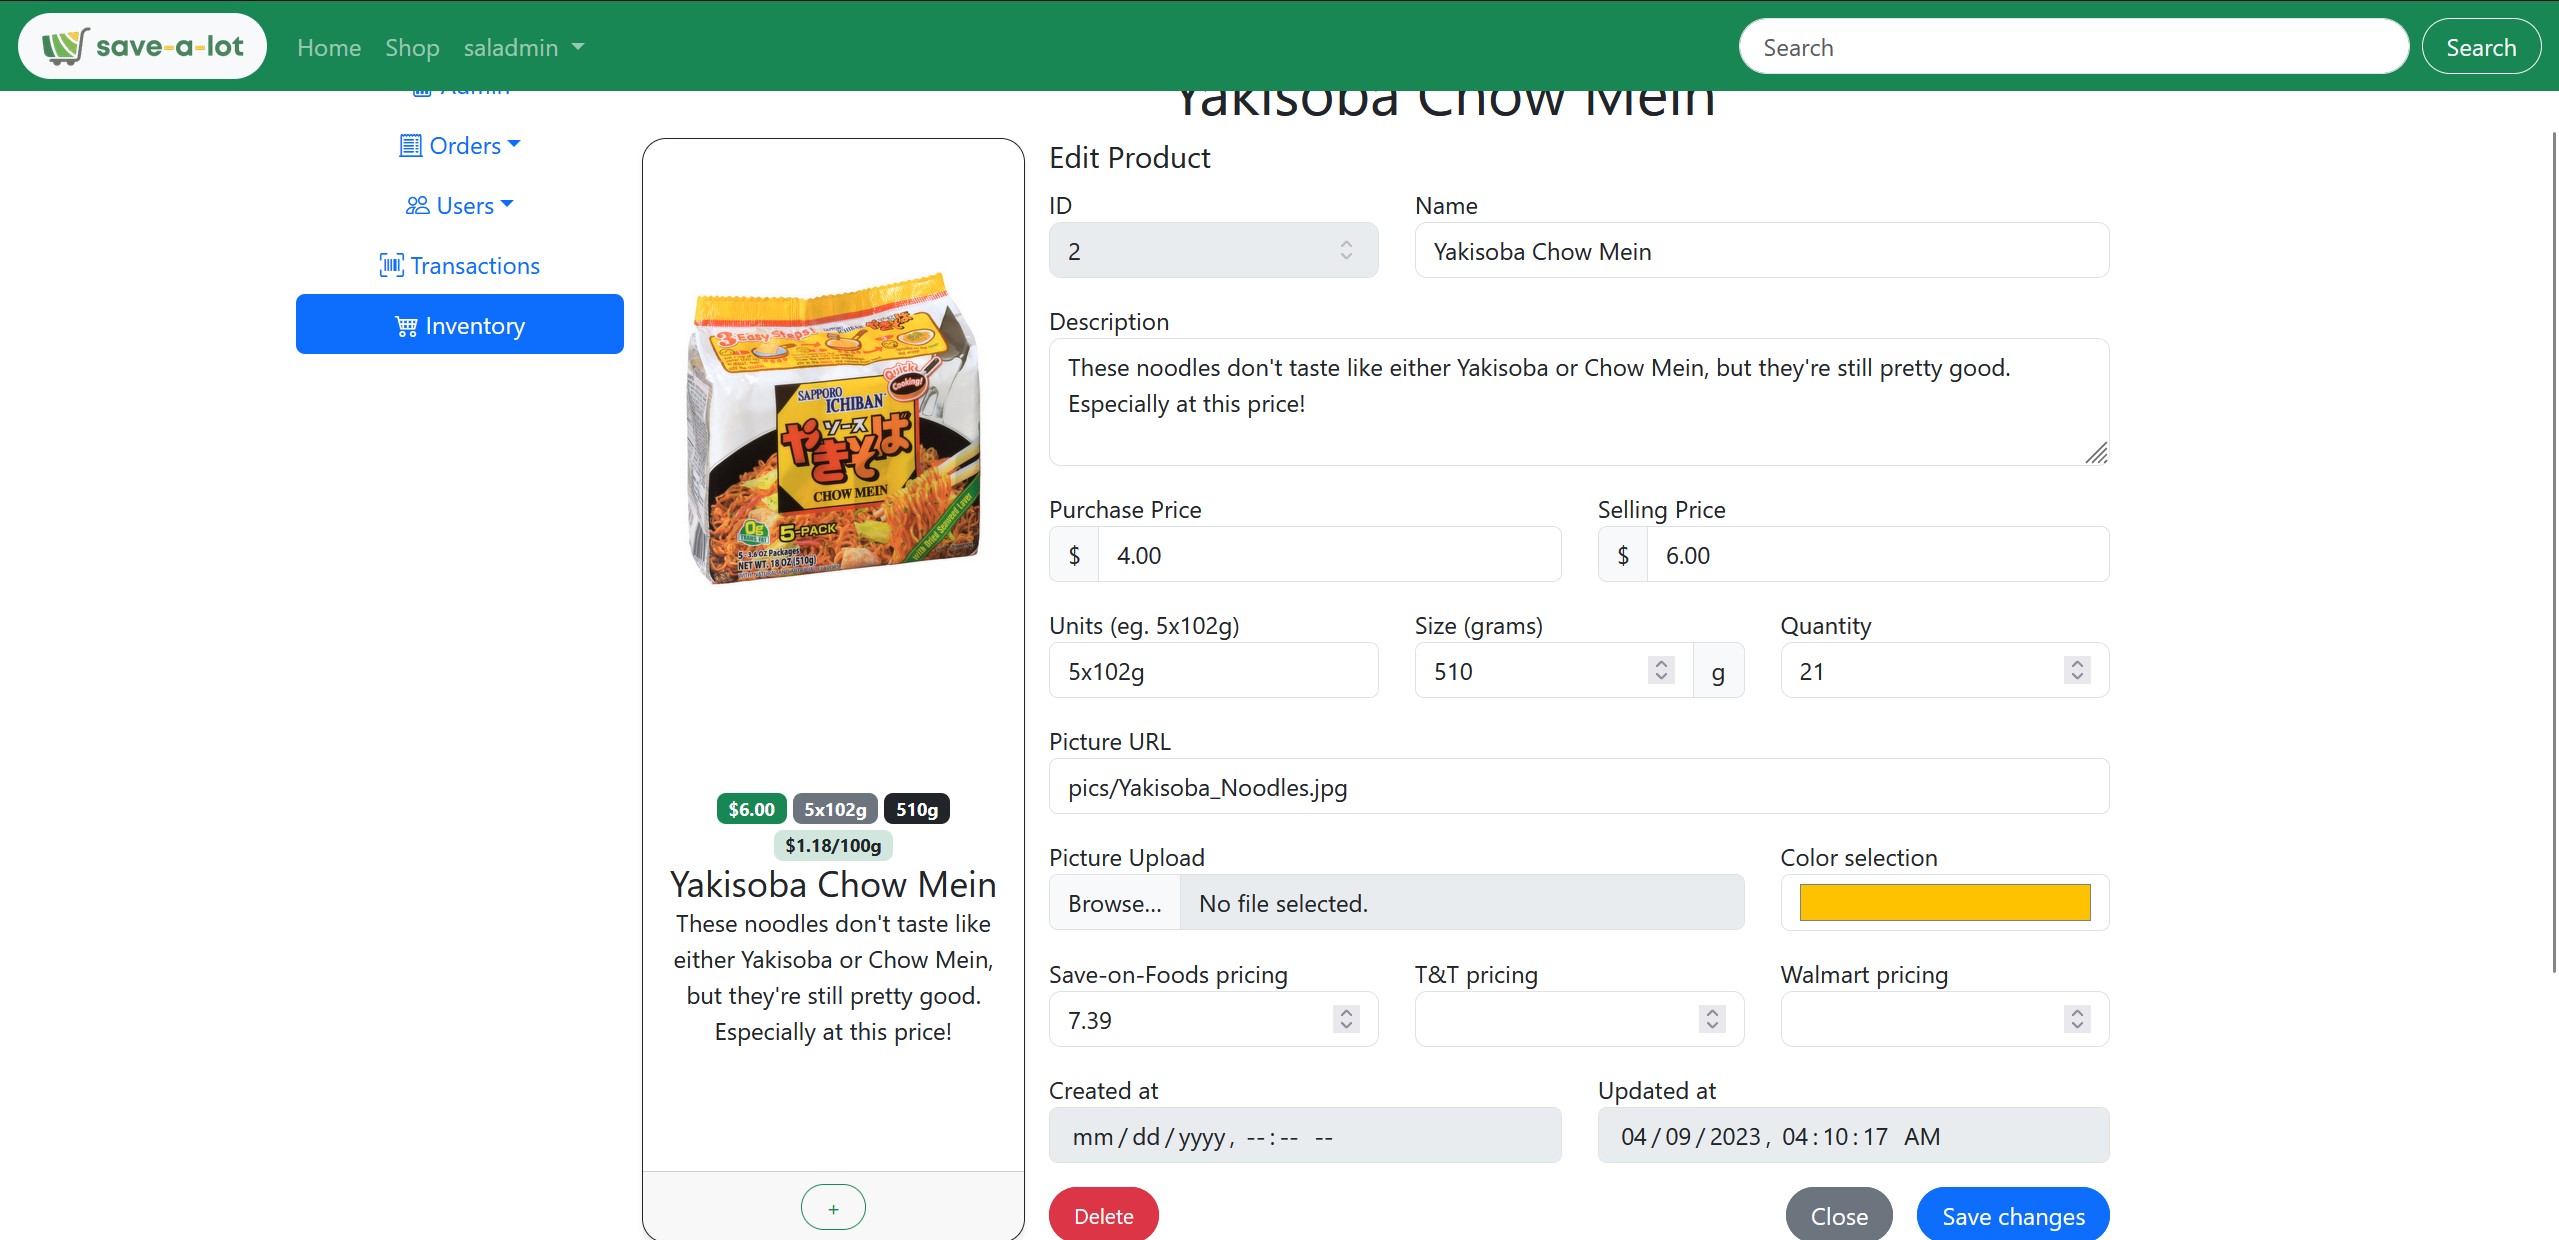 save-a-lot
Home
Shop
saladmin
Search
Search
Admin
Orders
Users
Transactions
Inventory
Yakisoba Chow Mein
3 Easy Steps!
Quick Cooking!
SAPPORO
ICHIBAN
ソース
やきそば
CHOW MEIN
0g
TRANS FAT
5-PACK
with Dried Seaweed Laver
5 - 3.6 OZ Packages
NET WT. 18 OZ (510g)
$6.00 5x102g 510g
$1.18/100g
Yakisoba Chow Mein
These noodles don't taste like
either Yakisoba or Chow Mein,
but they're still pretty good.
Especially at this price!
+
Edit Product
ID
2
Name
Yakisoba Chow Mein
Description
These noodles don't taste like either Yakisoba or Chow Mein, but they're still pretty good.
Especially at this price!
Purchase Price
$ 4.00
Selling Price
$ 6.00
Units (eg. 5x102g)
5x102g
Size (grams)
510 g
Quantity
21
Picture URL
pics/Yakisoba_Noodles.jpg
Picture Upload
Browse... No file selected.
Color selection
Save-on-Foods pricing
7.39
T&T pricing
Walmart pricing
Created at
mm/dd/yyyy, --:-- --
Updated at
04/09/2023, 04:10:17 AM
Delete
Close
Save changes